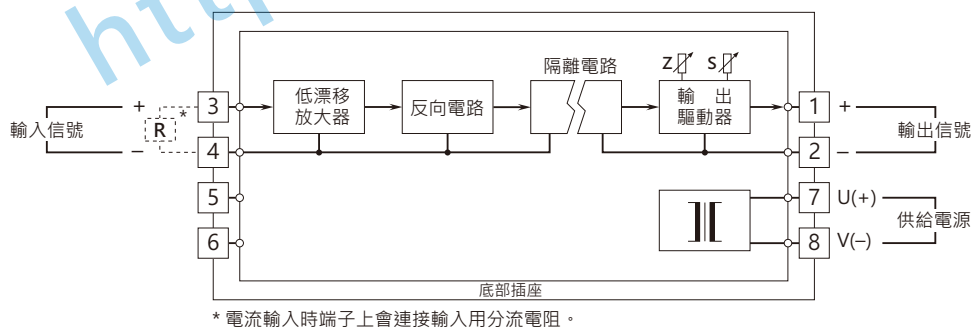 http
隔離電路
Z
S
低漂移
放大器
反向電路
輸 出
驅動器
輸入信號
+
−
R
*
3
4
5
6
1
2
7
8
+
–
輸出信號
U(+)
V(–)
供給電源
底部插座
* 電流輸入時端子上會連接輸入用分流電阻。